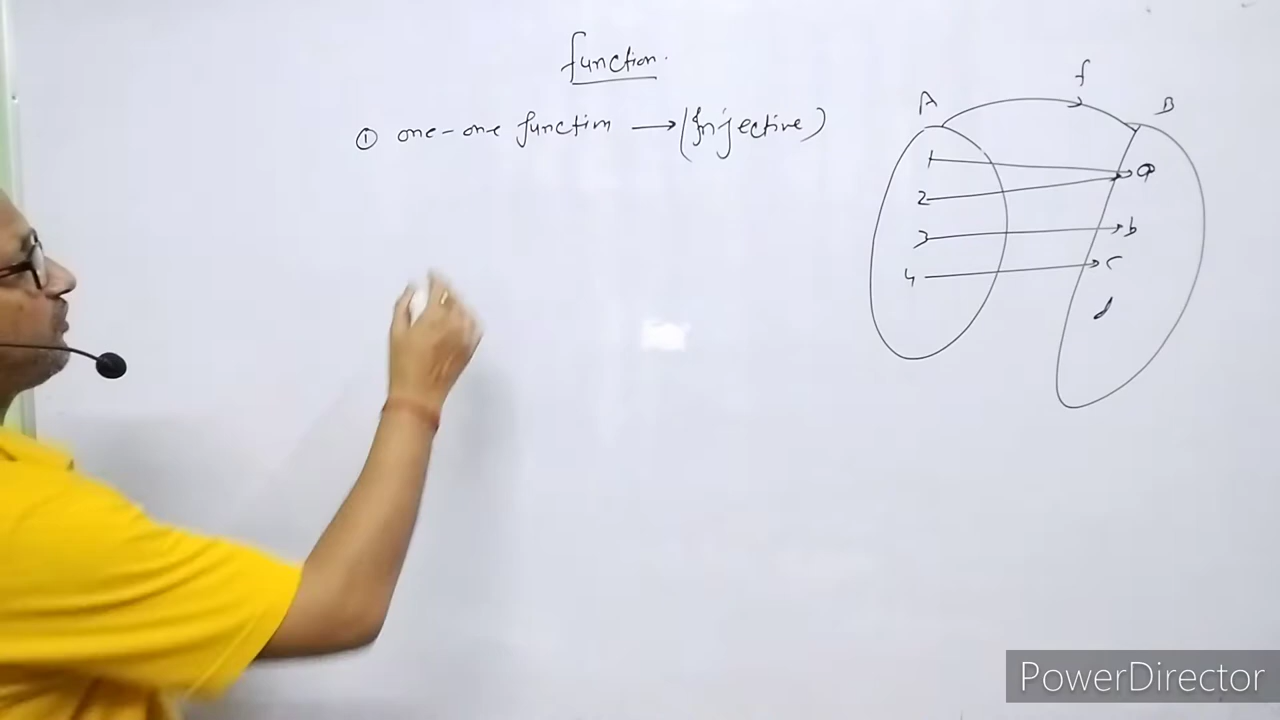 function.
① one-one function → (Injective)
f
A B
1 a
2
3 b
4 c
d
PowerDirector